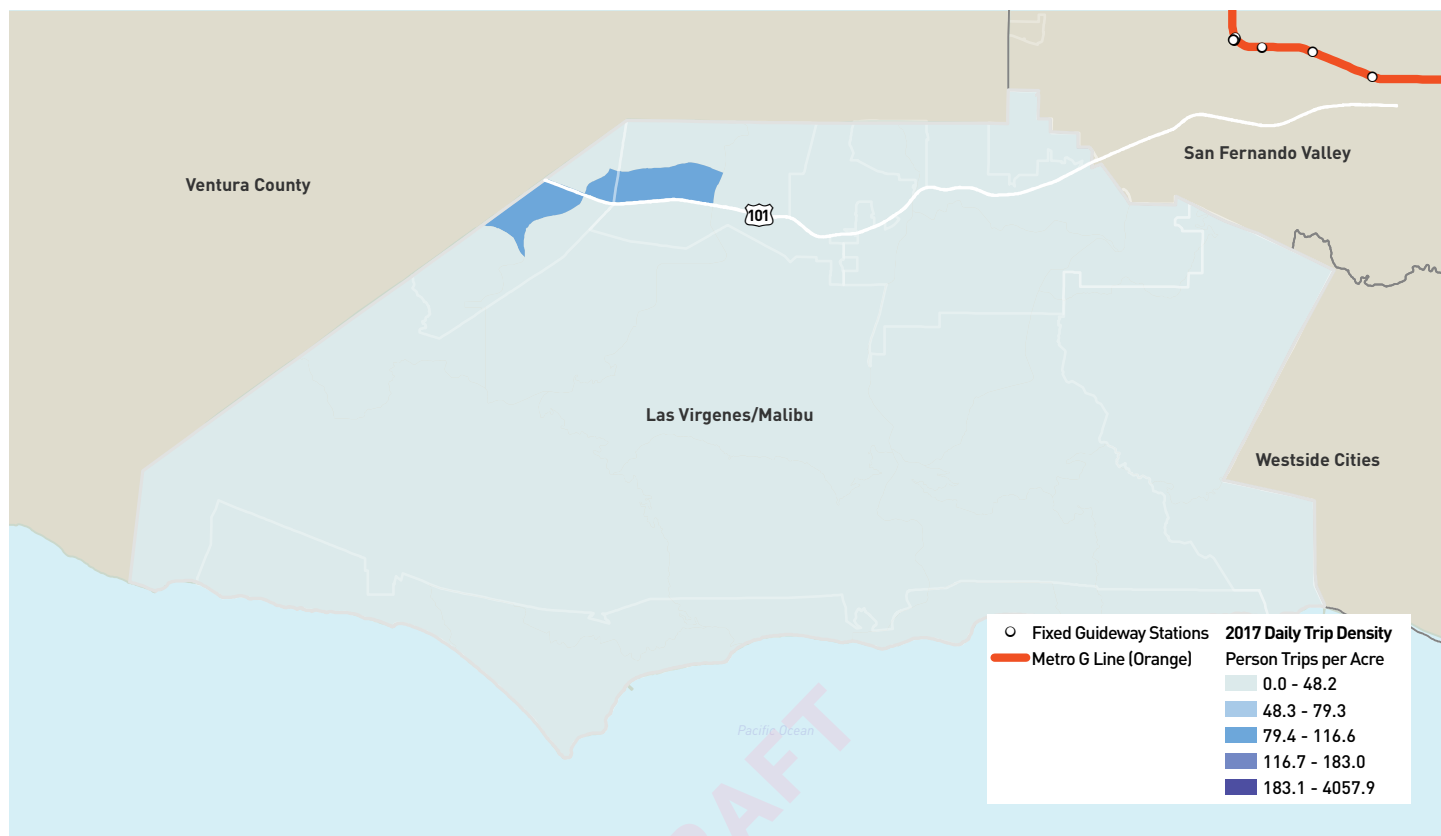 San Fernando Valley
Ventura County
101
Las Virgenes/Malibu
Westside Cities
Fixed Guideway Stations
Metro G Line (Orange)
2017 Daily Trip Density
Person Trips per Acre
0.0 - 48.2
48.3 - 79.3
79.4 - 116.6
116.7 - 183.0
183.1 - 4057.9
Pacific Ocean
AFT